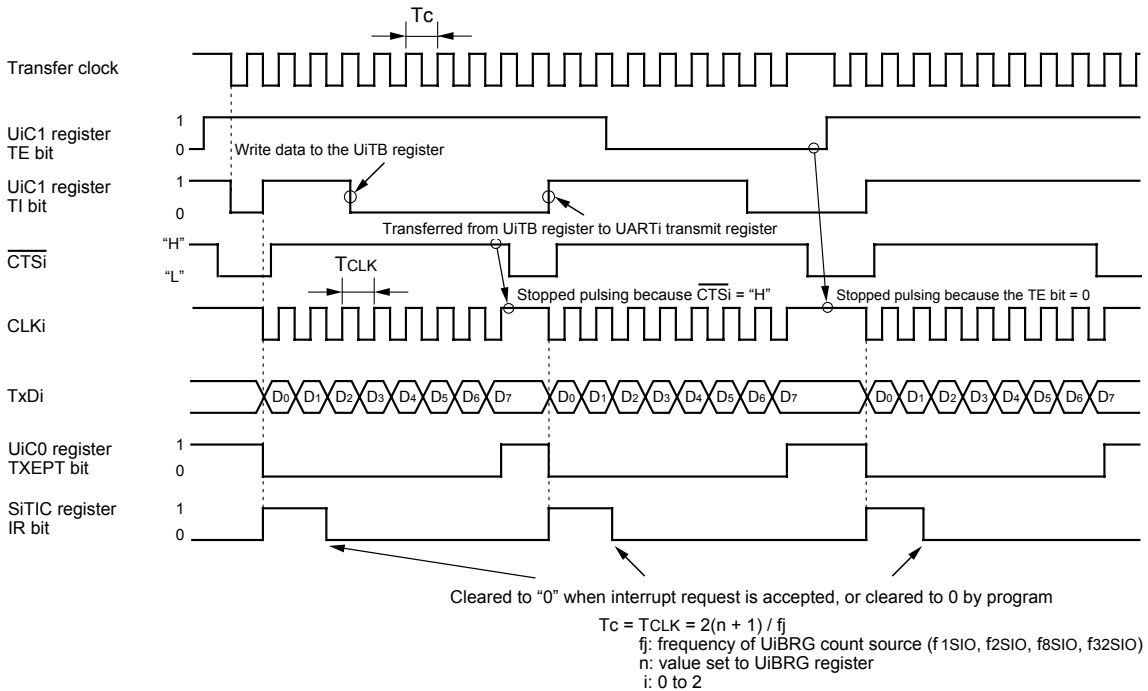 Tc
Transfer clock
UiC1 register
TE bit
1
0
Write data to the UiTB register
UiC1 register
TI bit
1
0
Transferred from UiTB register to UARTi transmit register
CTSi
“H”
“L”
TCLK
Stopped pulsing because CTSi = “H”
Stopped pulsing because the TE bit = 0
CLKi
TxDi
D0 D1 D2 D3 D4 D5 D6 D7 D0 D1 D2 D3 D4 D5 D6 D7 D0 D1 D2 D3 D4 D5 D6 D7
UiC0 register
TXEPT bit
1
0
SiTIC register
IR bit
1
0
Cleared to “0” when interrupt request is accepted, or cleared to 0 by program
Tc = TCLK = 2(n + 1) / fj
fj: frequency of UiBRG count source (f1SIO, f2SIO, f8SIO, f32SIO)
n: value set to UiBRG register
i: 0 to 2